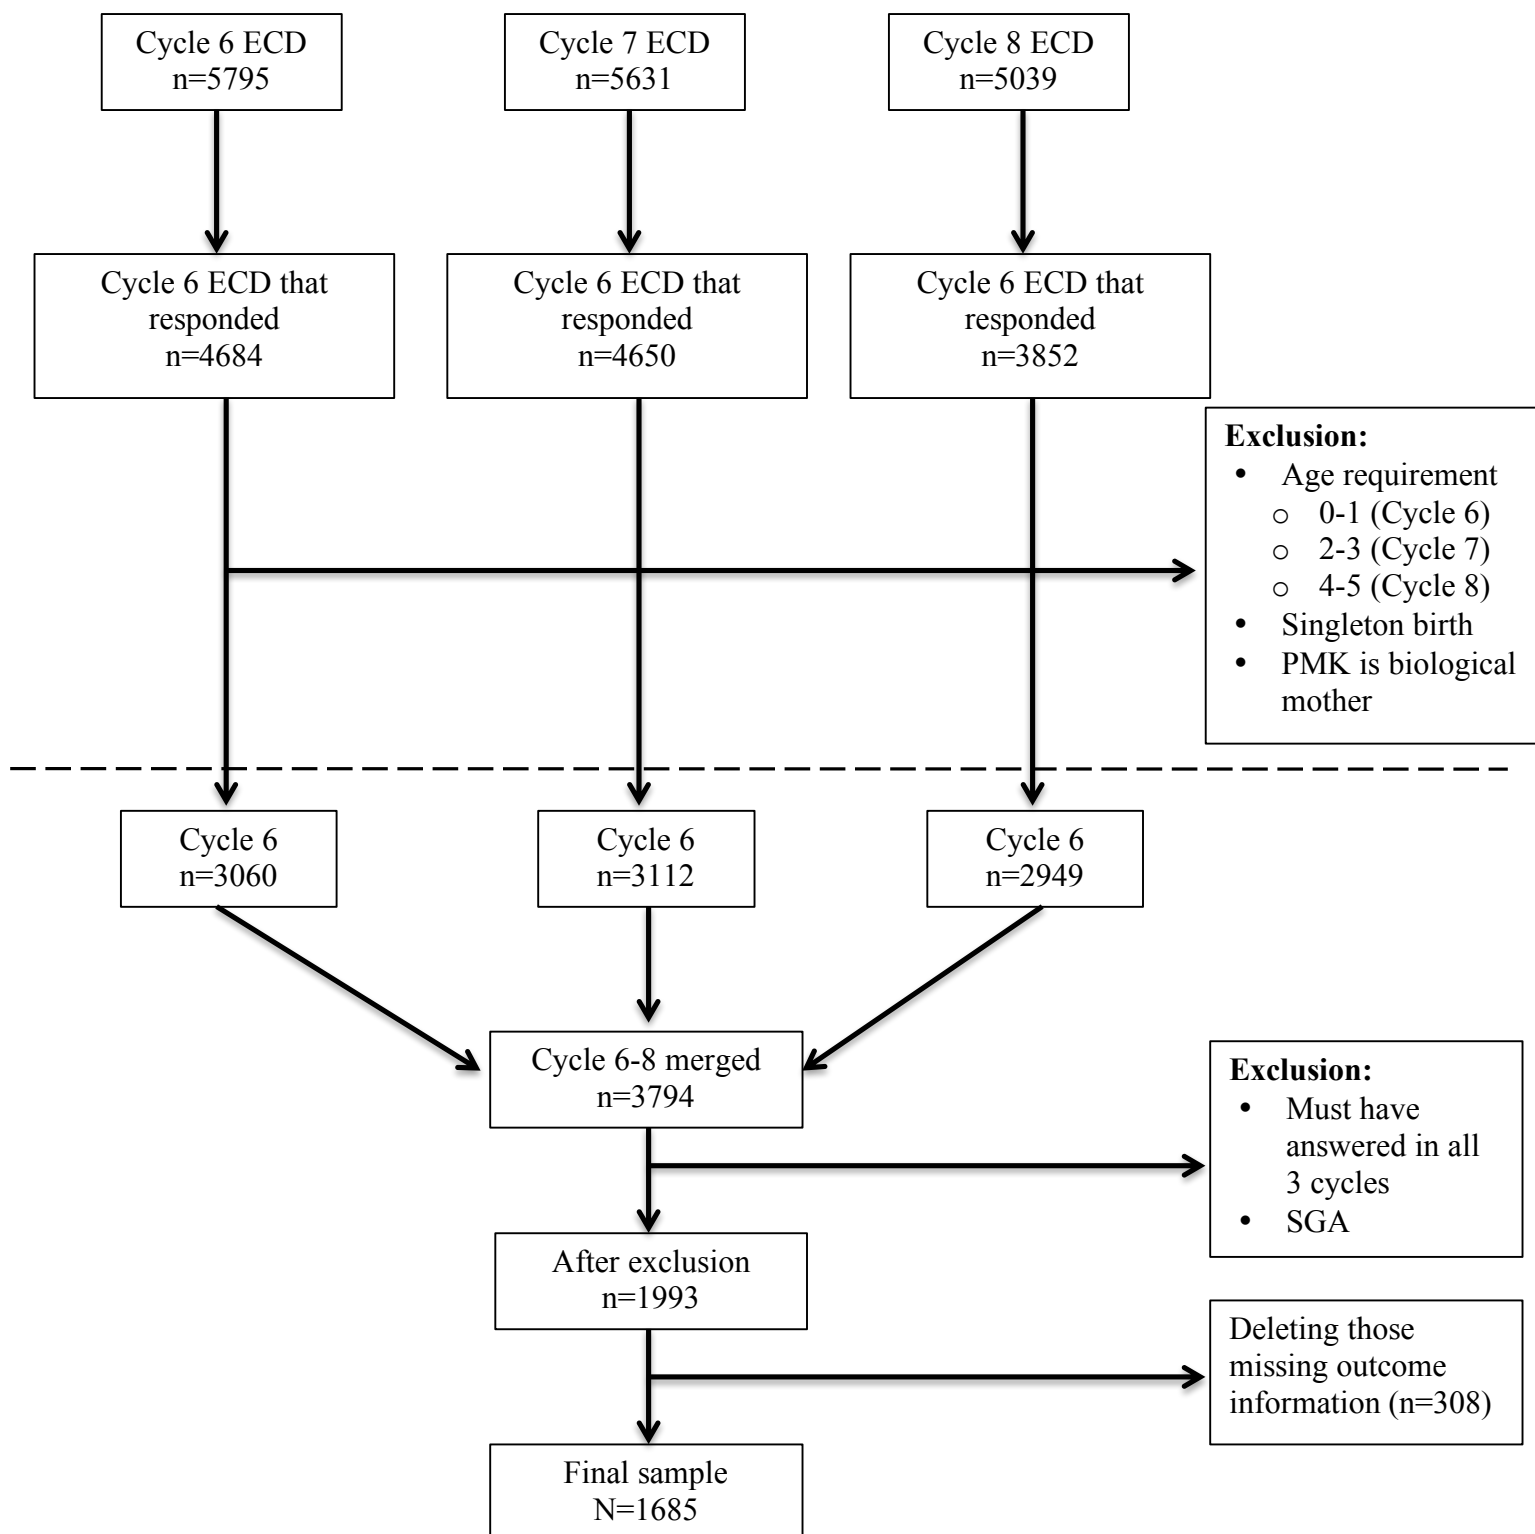 Cycle 6 ECD
n=5795
Cycle 7 ECD
n=5631
Cycle 8 ECD
n=5039
Cycle 6 ECD that
responded
n=4684
Cycle 6 ECD that
responded
n=4650
Cycle 6 ECD that
responded
n=3852
Exclusion:
• Age requirement
o 0-1 (Cycle 6)
o 2-3 (Cycle 7)
o 4-5 (Cycle 8)
• Singleton birth
• PMK is biological
mother
Cycle 6
n=3060
Cycle 6
n=3112
Cycle 6
n=2949
Cycle 6-8 merged
n=3794
Exclusion:
• Must have
answered in all
3 cycles
• SGA
After exclusion
n=1993
Deleting those
missing outcome
information (n=308)
Final sample
N=1685